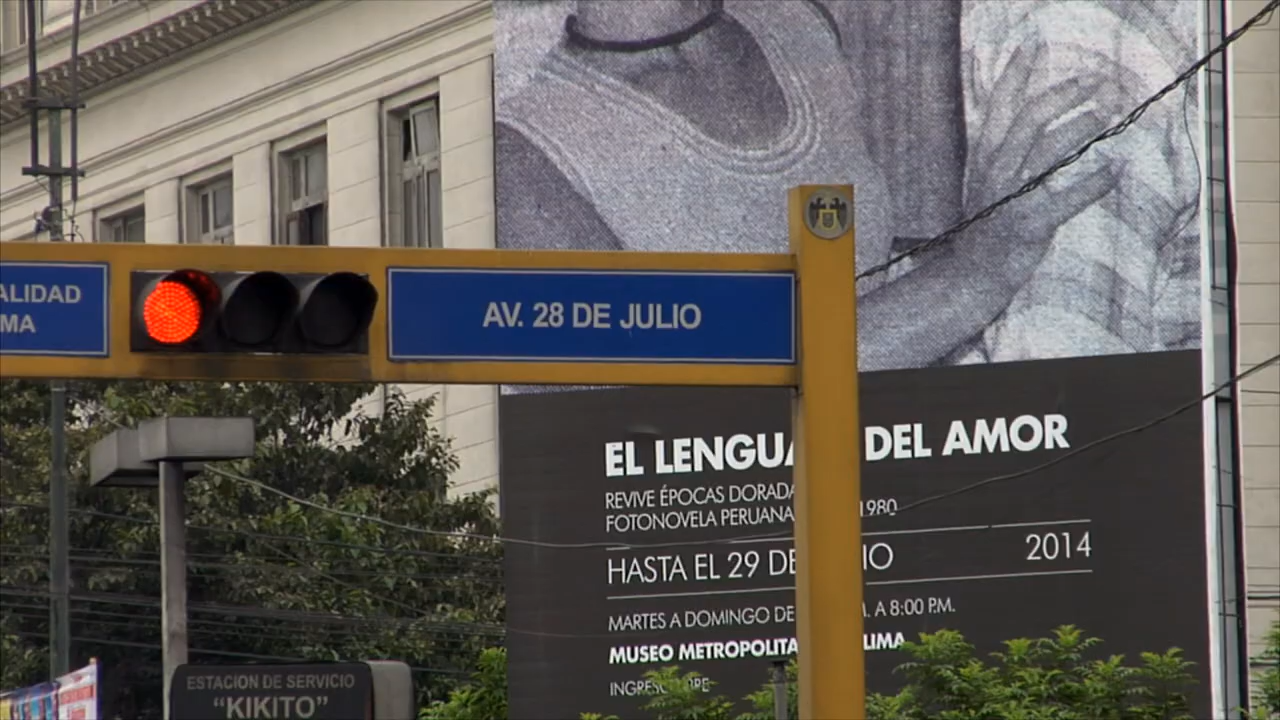 ALIDAD
MA
AV. 28 DE JULIO
EL LENGUA DEL AMOR
REVIVE ÉPOCAS DORADA
FOTONOVELA PERUANA 1980
HASTA EL 29 DE IO 2014
MARTES A DOMINGO DE M. A 8:00 P.M.
MUSEO METROPOLITA LIMA
ESTACION DE SERVICIO
“KIKITO”